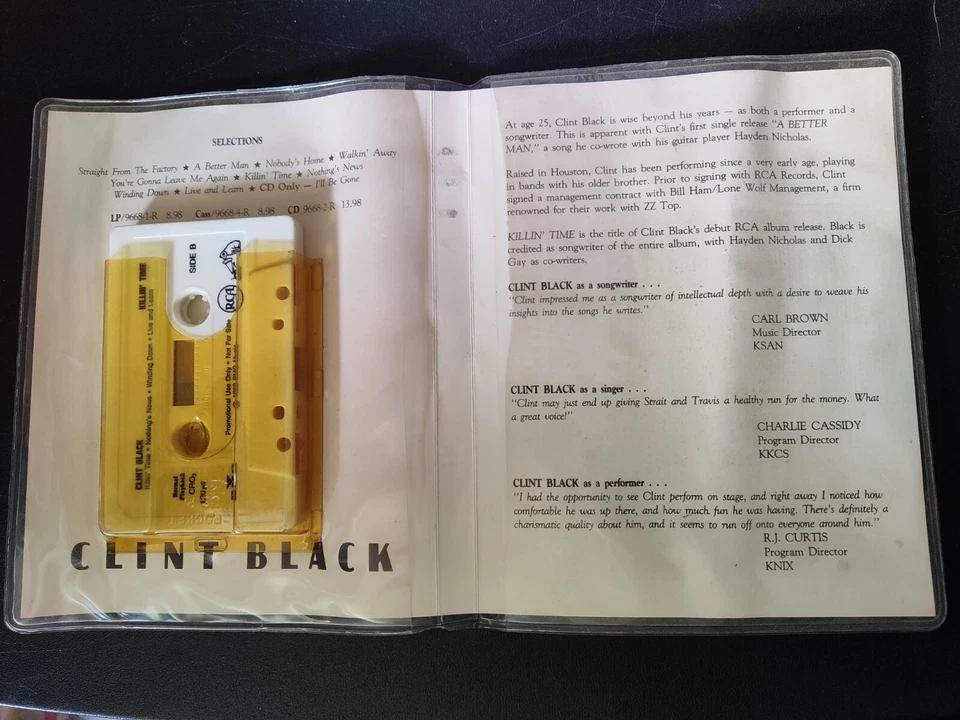 SELECTIONS
Straight From The Factory ★ A Better Man ★ Nobody's Home ★ Walkin' Away
You're Gonna Leave Me Again ★ Killin' Time ★ Nothing's News
Winding Down ★ Live and Learn ★ CD Only — I'll Be Gone
LP/9668-1-R 8.98 Cass/9668-4-R 8.98 CD 9668-2-R 13.98
SIDE B
KILLIN' TIME
CLINT BLACK
Killin' Time • Nothing's News • Winding Down • Live and Learn
RCA
Promotional Use Only • Not For Sale
Normal
Playback
CRO₂
120 µs
CLINT BLACK
At age 25, Clint Black is wise beyond his years — as both a performer and a
songwriter. This is apparent with Clint's first single release "A BETTER
MAN," a song he co-wrote with his guitar player Hayden Nicholas.
Raised in Houston, Clint has been performing since a very early age, playing
in bands with his older brother. Prior to signing with RCA Records, Clint
signed a management contract with Bill Ham/Lone Wolf Management, a firm
renowned for their work with ZZ Top.
KILLIN' TIME is the title of Clint Black's debut RCA album release. Black is
credited as songwriter of the entire album, with Hayden Nicholas and Dick
Gay as co-writers.
CLINT BLACK as a songwriter . . .
"Clint impressed me as a songwriter of intellectual depth with a desire to weave his
insights into the songs he writes."
CARL BROWN
Music Director
KSAN
CLINT BLACK as a singer . . .
"Clint may just end up giving Strait and Travis a healthy run for the money. What
a great voice!"
CHARLIE CASSIDY
Program Director
KKCS
CLINT BLACK as a performer . . .
"I had the opportunity to see Clint perform on stage, and right away I noticed how
comfortable he was up there, and how much fun he was having. There's definitely a
charismatic quality about him, and it seems to run off onto everyone around him."
R.J. CURTIS
Program Director
KNIX